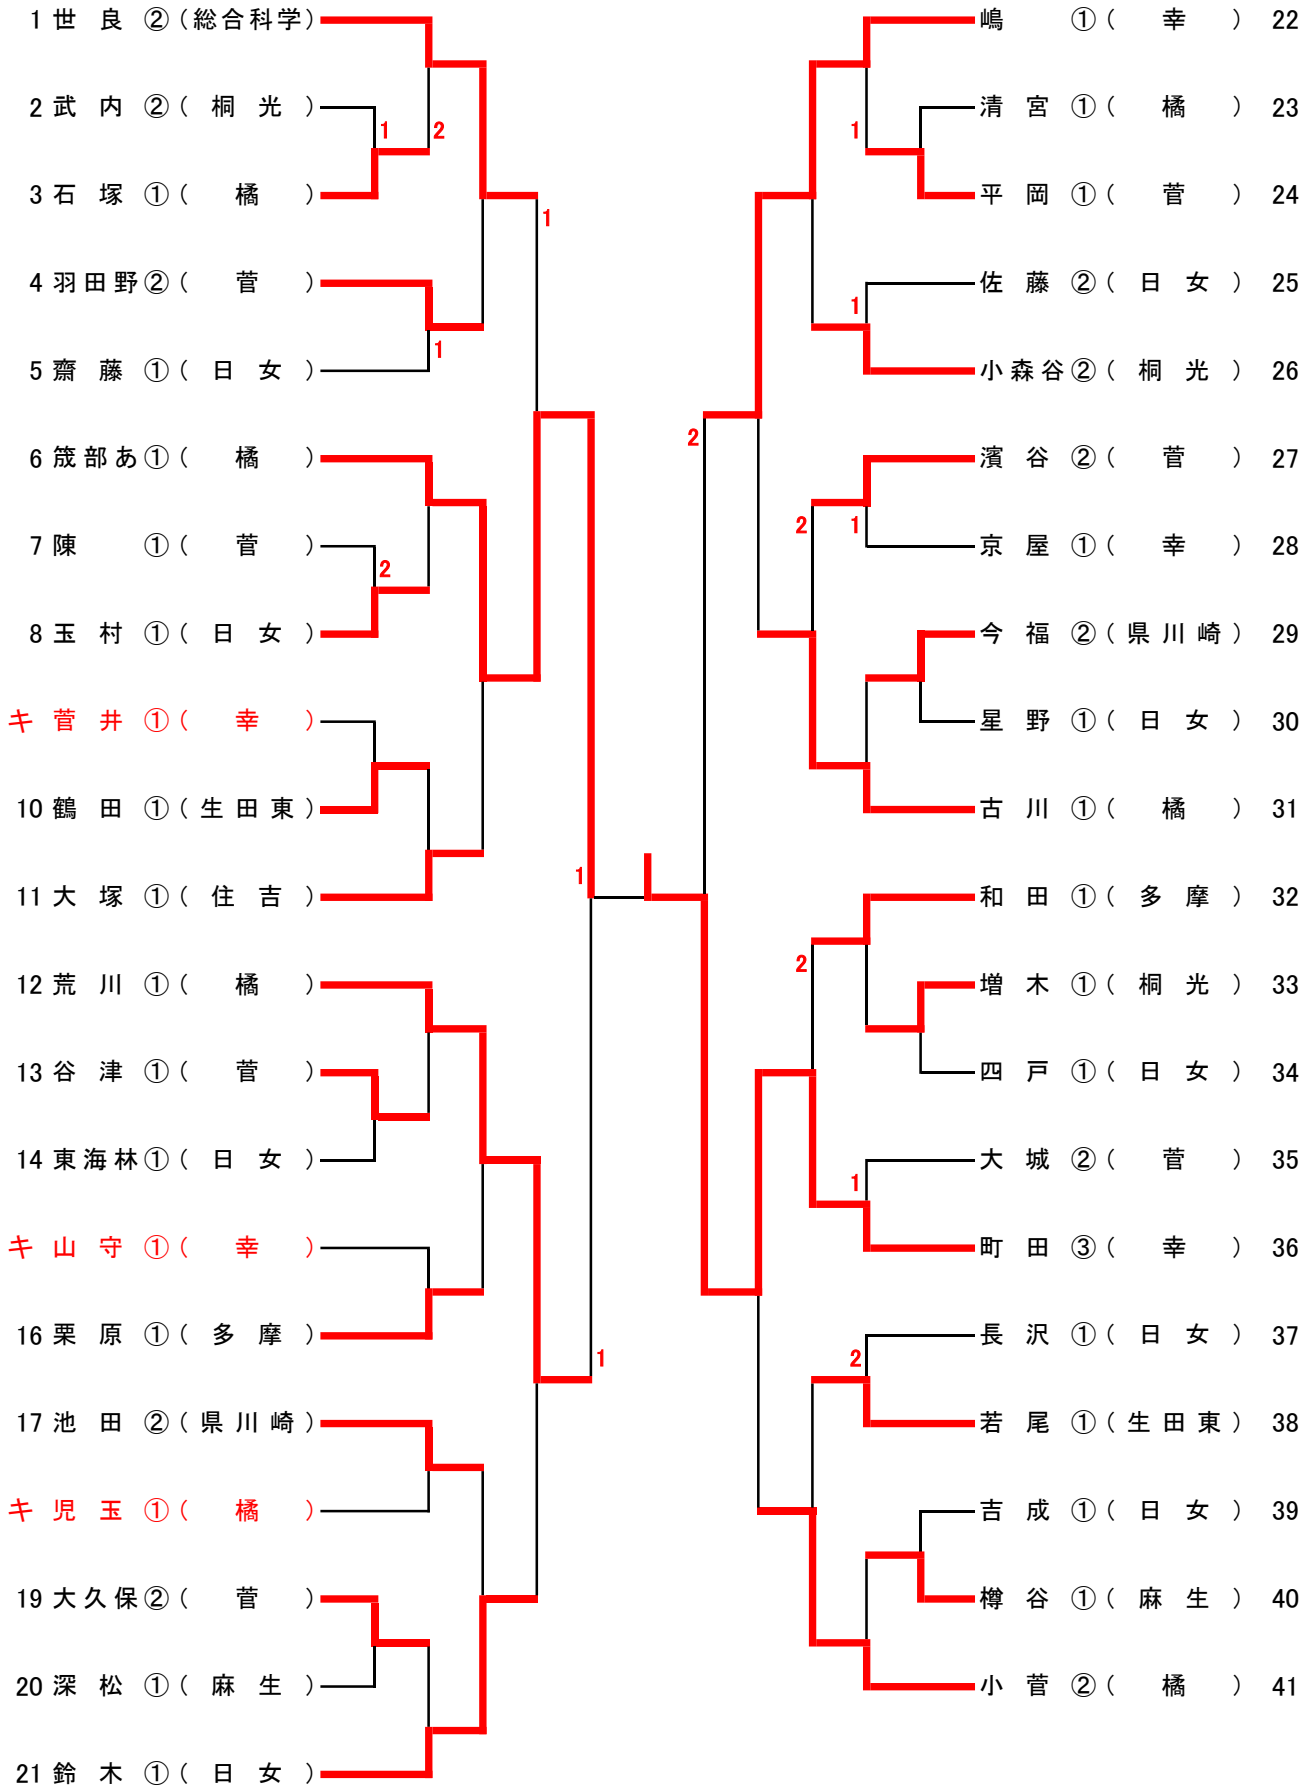 1 世良 ② (総合科学)
2 武内 ② (桐光)
1
2
3 石塚 ① (橘)
1
4 羽田野 ② (菅)
1
5 齋藤 ① (日女)
6 筬部あ ① (橘)
7 陳 ① (菅)
2
8 玉村 ① (日女)
キ 菅井 ① (幸)
10 鶴田 ① (生田東)
1
11 大塚 ① (住吉)
12 荒川 ① (橘)
13 谷津 ① (菅)
14 東海林 ① (日女)
キ 山守 ① (幸)
16 栗原 ① (多摩)
1
17 池田 ② (県川崎)
キ 児玉 ① (橘)
19 大久保 ② (菅)
20 深松 ① (麻生)
21 鈴木 ① (日女)
嶋 ① (幸) 22
清宮 ① (橘) 23
1
平岡 ① (菅) 24
佐藤 ② (日女) 25
1
小森谷 ② (桐光) 26
2
濱谷 ② (菅) 27
2
1
京屋 ① (幸) 28
今福 ② (県川崎) 29
星野 ① (日女) 30
古川 ① (橘) 31
和田 ① (多摩) 32
2
増木 ① (桐光) 33
四戸 ① (日女) 34
大城 ② (菅) 35
1
町田 ③ (幸) 36
長沢 ① (日女) 37
2
若尾 ① (生田東) 38
吉成 ① (日女) 39
樽谷 ① (麻生) 40
小菅 ② (橘) 41